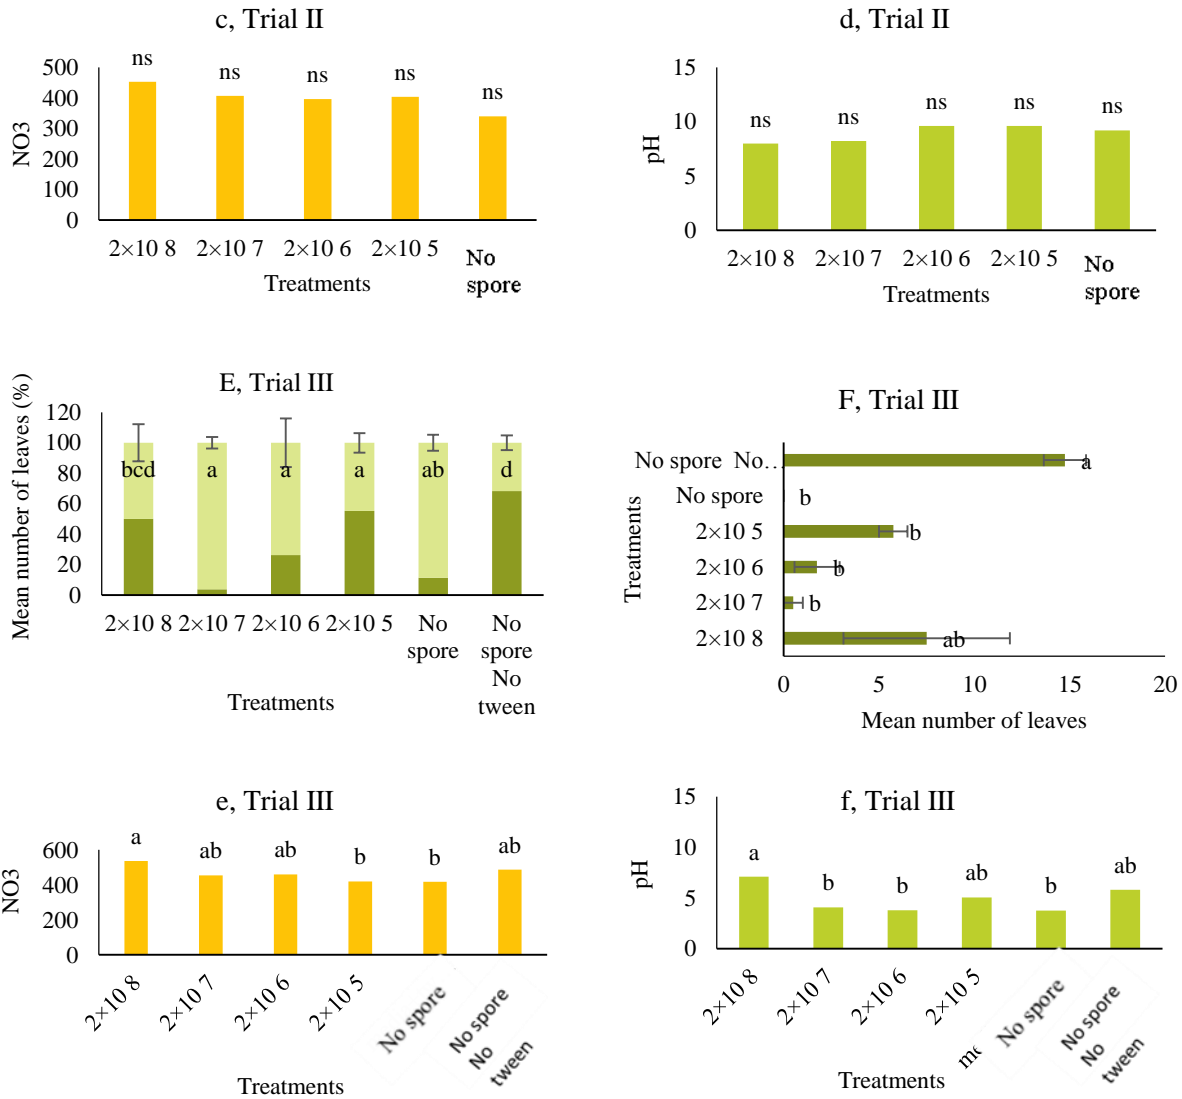 c, Trial II
NO3
500
400
300
200
100
0
ns
ns
ns
ns
ns
2×10 8
2×10 7
2×10 6
2×10 5
No
spore
Treatments
d, Trial II
pH
15
10
5
0
ns
ns
ns
ns
ns
2×10 8
2×10 7
2×10 6
2×10 5
No
spore
Treatments
E, Trial III
Mean number of leaves (%)
120
100
80
60
40
20
0
bcd
a
a
a
ab
d
2×10 8
2×10 7
2×10 6
2×10 5
No
spore
No
spore
No
tween
Treatments
F, Trial III
Treatments
No spore No…
No spore
2×10 5
2×10 6
2×10 7
2×10 8
a
b
b
b
b
ab
0
5
10
15
20
Mean number of leaves
e, Trial III
NO3
600
400
200
0
a
ab
ab
b
b
ab
2×10 8
2×10 7
2×10 6
2×10 5
No spore
No spore
No
tween
Treatments
f, Trial III
pH
15
10
5
0
a
b
b
ab
b
ab
2×10 8
2×10 7
2×10 6
2×10 5
No spore
No spore
No
tween
Treatments